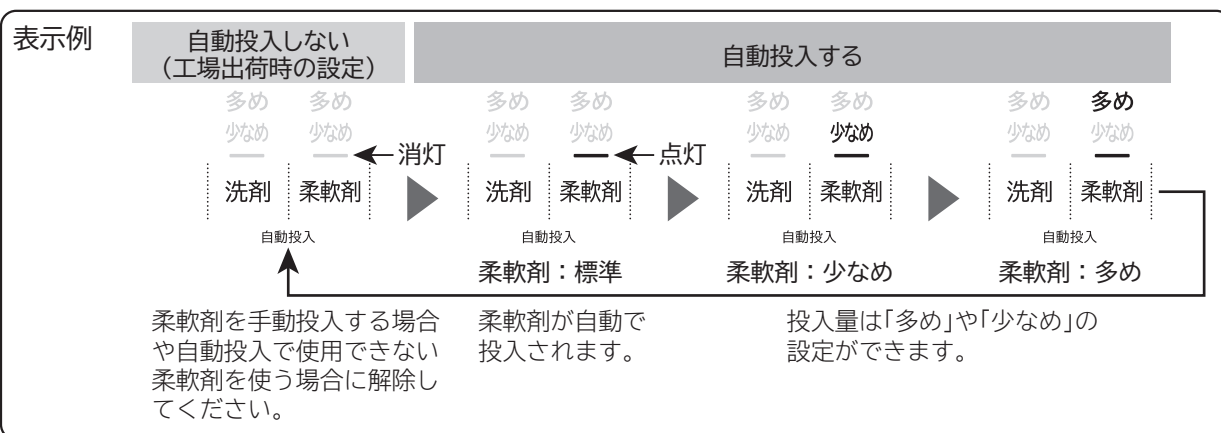 表示例
自動投入しない
（工場出荷時の設定）
自動投入する
多め 多め
少なめ 少なめ
消灯
洗剤 柔軟剤
自動投入
多め 多め
少なめ 少なめ
点灯
洗剤 柔軟剤
自動投入
柔軟剤：標準
多め 多め
少なめ 少なめ
洗剤 柔軟剤
自動投入
柔軟剤：少なめ
多め 多め
少なめ 少なめ
洗剤 柔軟剤
自動投入
柔軟剤：多め
柔軟剤を手動投入する場合
や自動投入で使用できない
柔軟剤を使う場合に解除し
てください。
柔軟剤が自動で
投入されます。
投入量は｢多め｣や｢少なめ｣の
設定ができます。